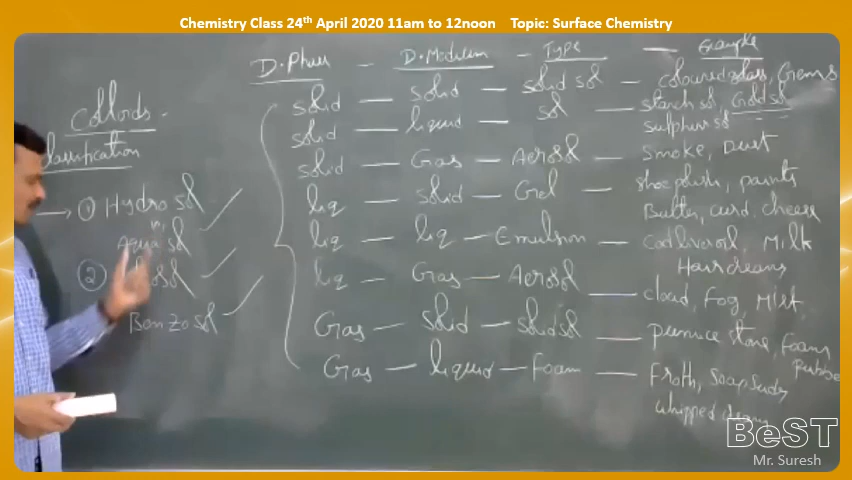 Chemistry Class 24th April 2020 11am to 12noon Topic: Surface Chemistry
Colloids -
Classification
→ ① Hydro sol
Aqua sol
②
Benzo sol
D.Phase - D.Medium - Type - Example
solid - solid - solid sol - coloured glass, Gems
solid - liquid - sol - starch sol, Gold sol
sulphur sol
solid - Gas - Aerosol - Smoke, Dust
liq - solid - Gel - shoe polish, paints
Butter, curd, cheese
liq - liq - Emulsion - Codliver oil, Milk
Hair creams
liq - Gas - Aerosol - cloud, Fog, Mist
Gas - solid - solid sol - pumice stone, Foam
Rubber
Gas - liquid - Foam - Froth, Soap suds
whipped cream
BeST
Mr. Suresh